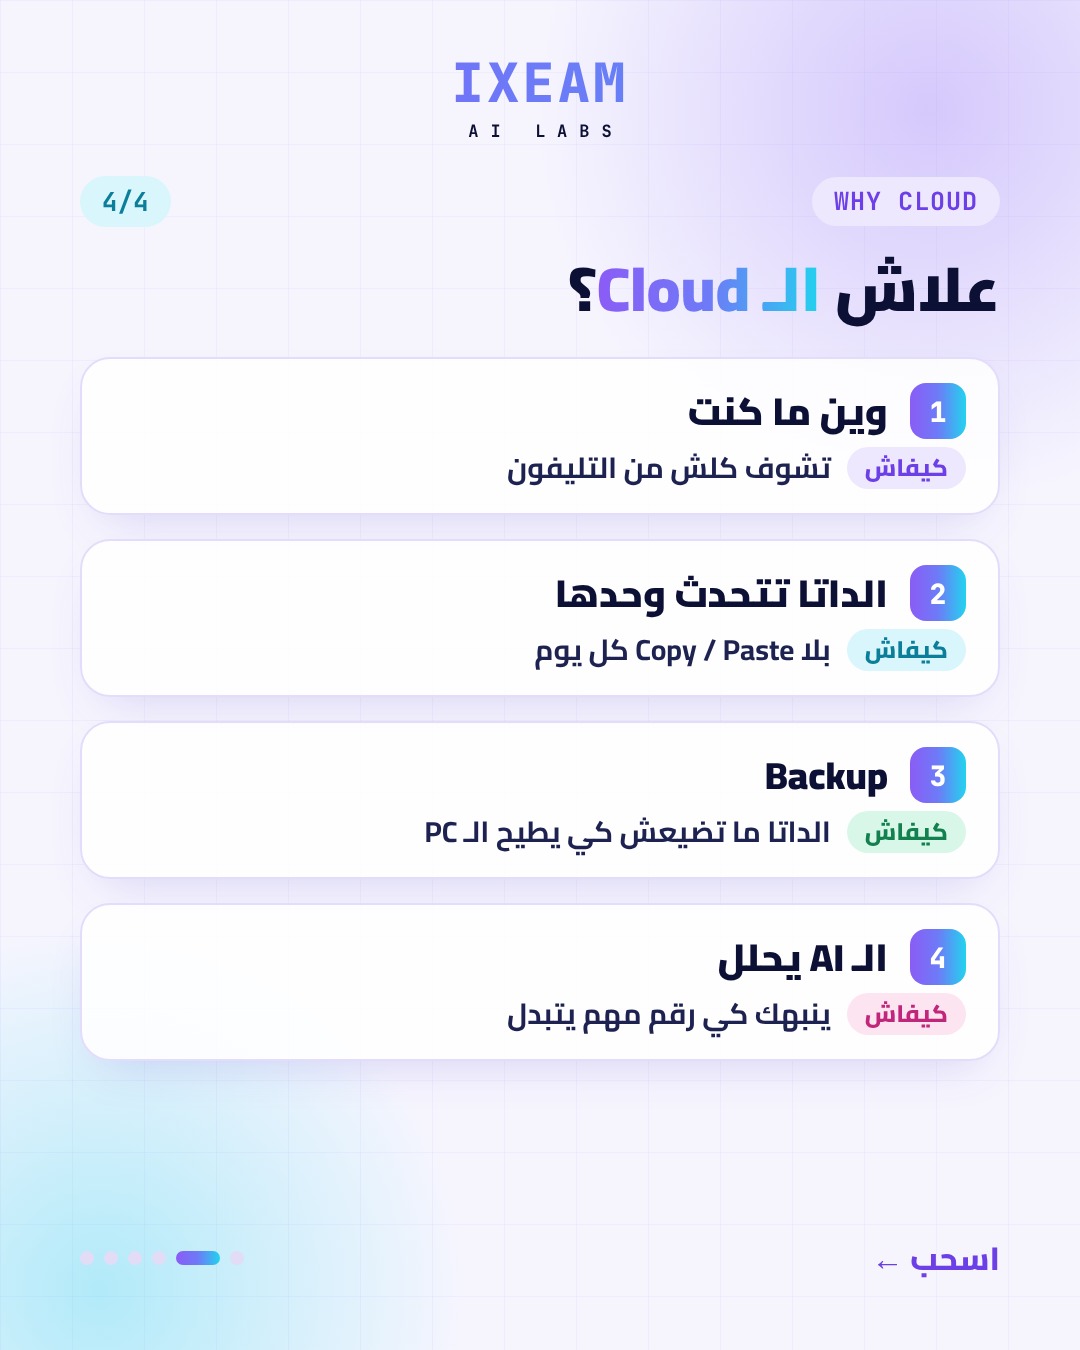 IXEAM
AI LABS
WHY CLOUD
4/4
علاش الـ Cloud؟
1
وين ما كنت
كيفاش
تشوف كلش من التليفون
2
الداتا تتحدث وحدها
كيفاش
بلا Copy / Paste كل يوم
3
Backup
كيفاش
الداتا ما تضيعش كي يطيح الـ PC
4
الـ AI يحلل
كيفاش
ينبهك كي رقم مهم يتبدل
اسحب ←